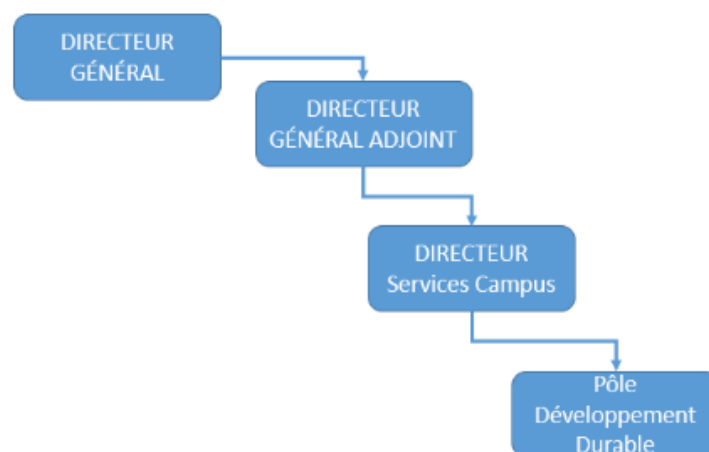 DIRECTEUR
GÉNÉRAL
DIRECTEUR
GÉNÉRAL ADJOINT
DIRECTEUR
Services Campus
Pôle
Développement
Durable